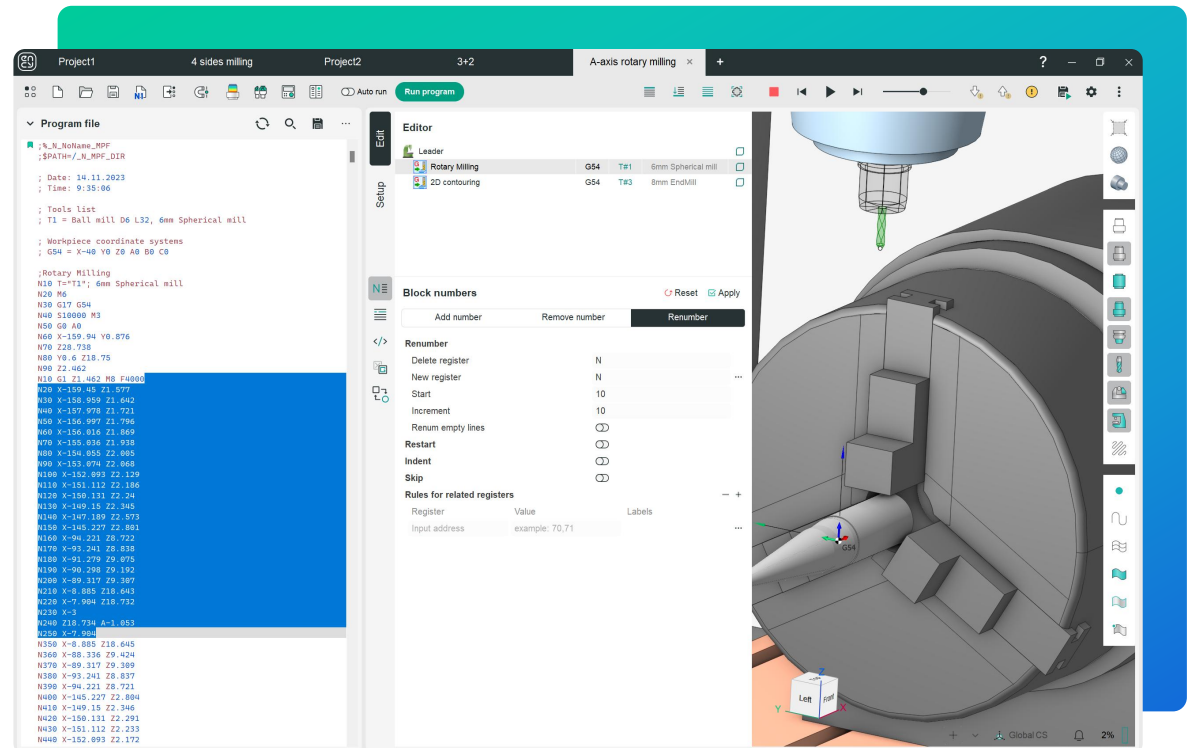 Project1
4 sides milling
Project2
3+2
A-axis rotary milling × +
?
Auto run
Run program
Program file
;%_N_NoName_MPF
;$PATH=/_N_MPF_DIR
; Date: 14.11.2023
; Time: 9:35:06
; Tools list
; T1 = Ball mill D6 L32, 6mm Spherical mill
; Workpiece coordinate systems
; G54 = X-40 Y0 Z0 A0 B0 C0
;Rotary Milling
N10 T="T1"; 6mm Spherical mill
N20 M6
N30 G17 G54
N40 S10000 M3
N50 G0 A0
N60 X-159.94 Y0.876
N70 Z28.738
N80 Y0.6 Z18.75
N90 Z2.462
N10 G1 Z1.462 M8 F4000
N20 X-159.45 Z1.577
N30 X-158.959 Z1.642
N40 X-157.978 Z1.721
N50 X-156.997 Z1.796
N60 X-156.016 Z1.869
N70 X-155.036 Z1.938
N80 X-154.055 Z2.005
N90 X-153.074 Z2.068
N100 X-152.093 Z2.129
N110 X-151.112 Z2.186
N120 X-150.131 Z2.24
N130 X-149.15 Z2.345
N140 X-147.189 Z2.573
N150 X-145.227 Z2.801
N160 X-94.221 Z8.722
N170 X-93.241 Z8.838
N180 X-91.279 Z9.075
N190 X-90.298 Z9.192
N200 X-89.317 Z9.307
N210 X-8.885 Z18.643
N220 X-7.904 Z18.732
N230 X-3
N240 Z18.734 A-1.053
N250 X-7.904
N350 X-8.885 Z18.645
N360 X-88.336 Z9.424
N370 X-89.317 Z9.309
N380 X-93.241 Z8.837
N390 X-94.221 Z8.721
N400 X-145.227 Z2.804
N410 X-149.15 Z2.346
N420 X-150.131 Z2.291
N430 X-151.112 Z2.233
N440 X-152.093 Z2.172
Edit
Setup
Editor
Leader
Rotary Milling G54 T#1 6mm Spherical mill
2D contouring G54 T#3 8mm EndMill
Block numbers Reset Apply
Add number Remove number Renumber
Renumber
Delete register N
New register N
Start 10
Increment 10
Renum empty lines
Restart
Indent
Skip
Rules for related registers
Register Value Labels
Input address example: 70,71
G54
Z
Left Front
Y X
Global CS
2%